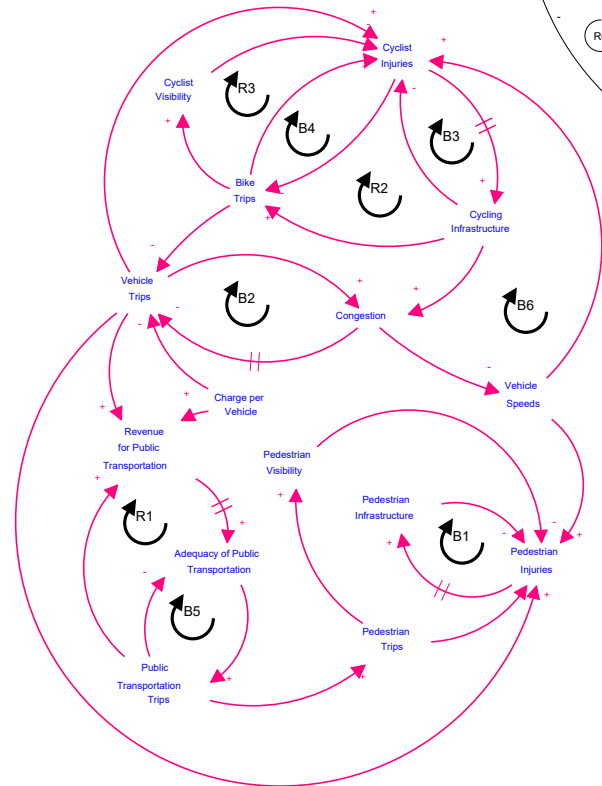 Cyclist
Injuries
Cyclist
Visibility
R3
B4
B3
R2
Bike
Trips
Cycling
Infrastructure
Vehicle
Trips
B2
Congestion
B6
Charge per
Vehicle
Vehicle
Speeds
Revenue
for Public
Transportation
Pedestrian
Visibility
Pedestrian
Infrastructure
R1
B1
Adequacy of Public
Transportation
Pedestrian
Injuries
B5
Pedestrian
Trips
Public
Transportation
Trips